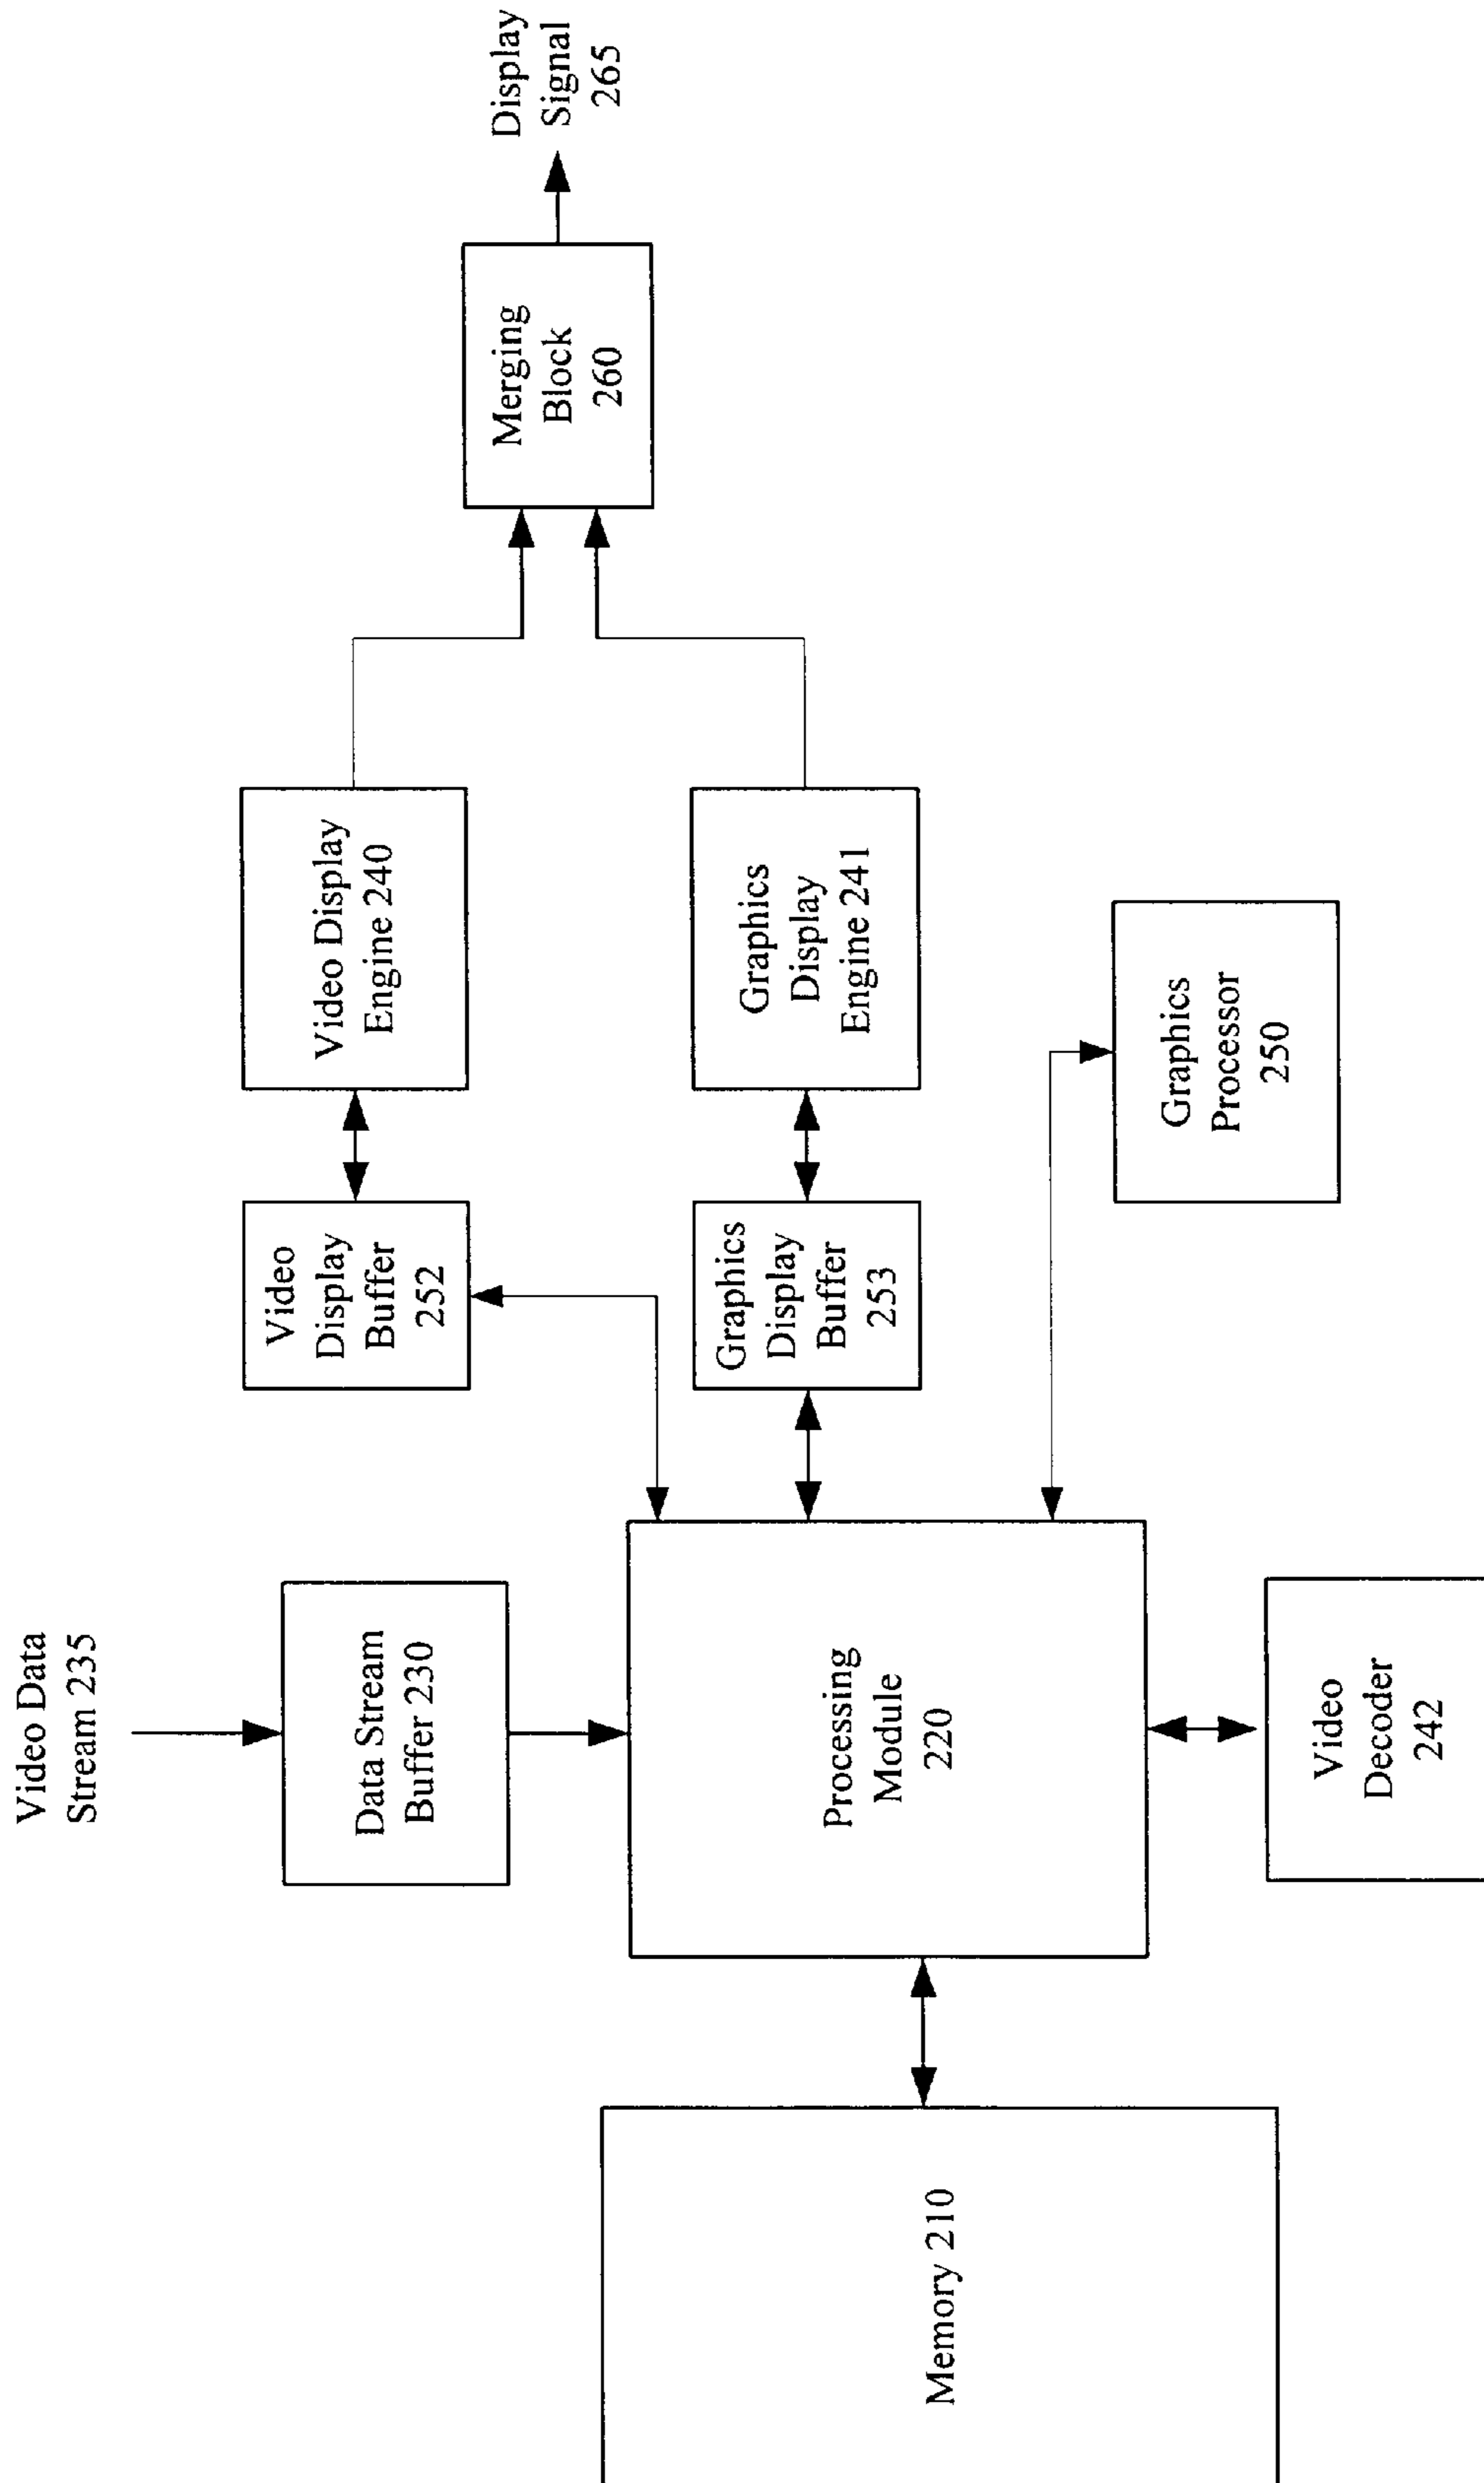 Video Data
Stream 235
Data Stream
Buffer 230
Memory 210
Processing
Module
220
Video
Decoder
242
Video
Display
Buffer
252
Graphics
Display
Buffer
253
Video Display
Engine 240
Graphics
Display
Engine 241
Graphics
Processor
250
Merging
Block
260
Display
Signal
265